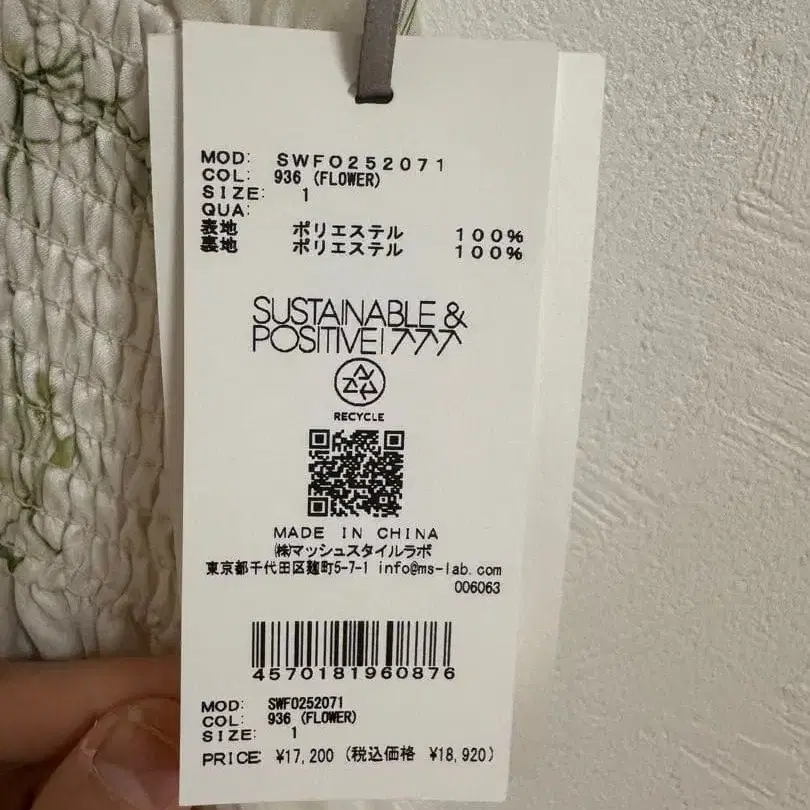 MOD: SWFO252071
COL: 936 (FLOWER)
SIZE: 1
QUA:
表地 ポリエステル 100%
裏地 ポリエステル 100%
SUSTAINABLE &
POSITIVE!
RECYCLE
MADE IN CHINA
㈱マッシュスタイルラボ
東京都千代田区麹町5-7-1 info@ms-lab.com
006063
4570181960876
MOD: SWFO252071
COL: 936 (FLOWER)
SIZE: 1
PRICE: ¥17,200 (税込価格 ¥18,920)